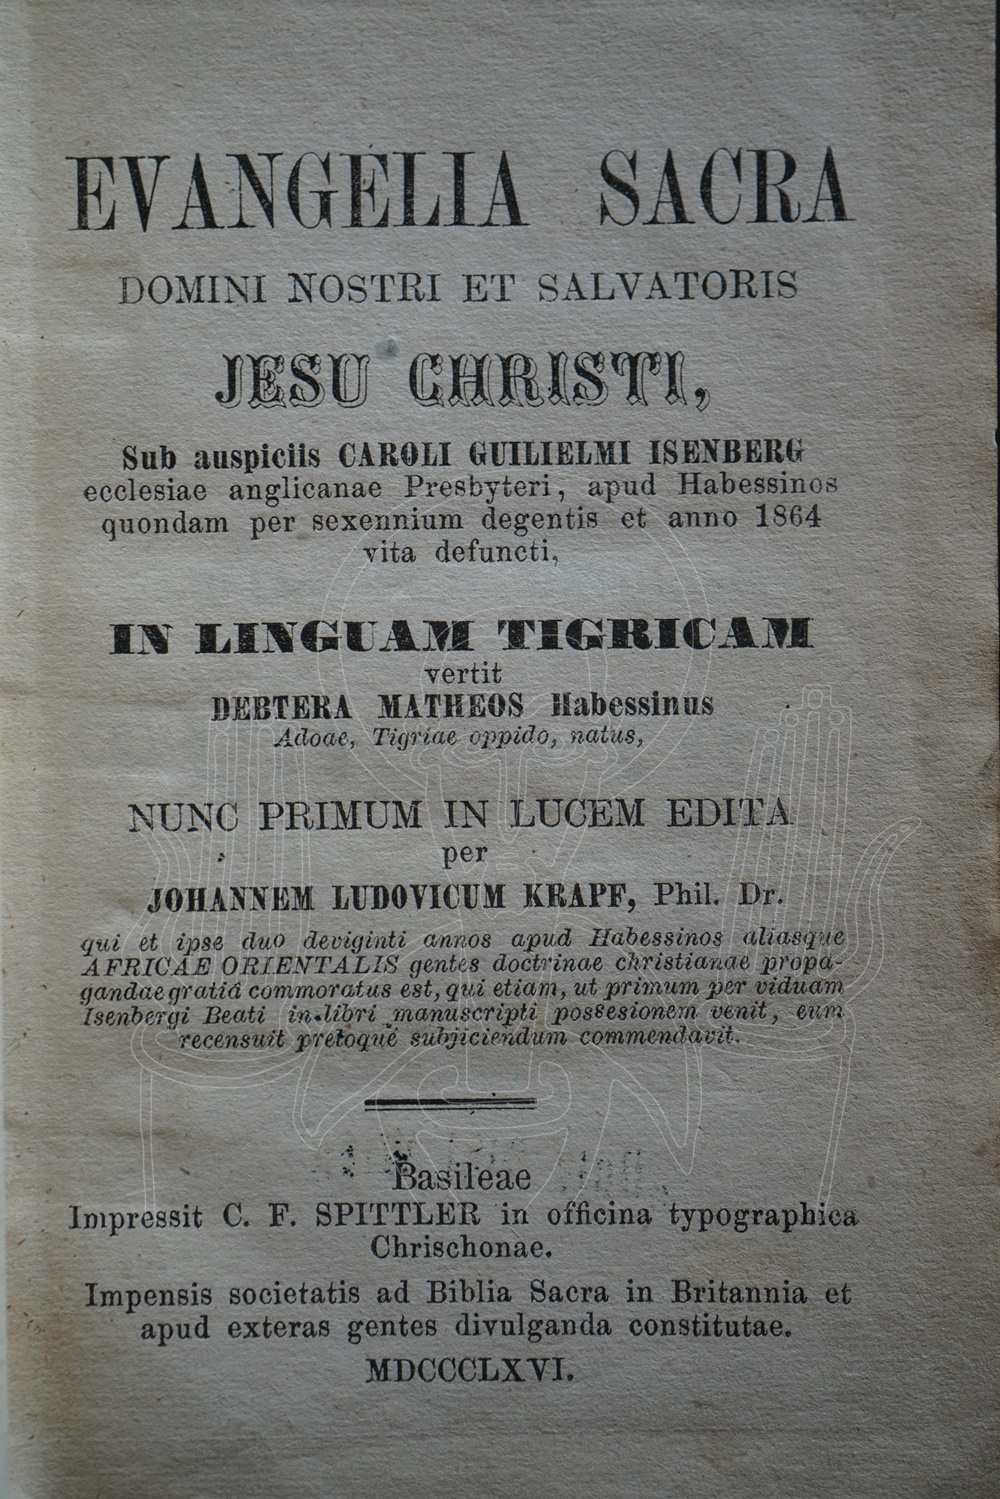 EVANGELIA SACRA
DOMINI NOSTRI ET SALVATORIS
JESU CHRISTI,
Sub auspiciis CAROLI GUILIELMI ISENBERG
ecclesiae anglicanae Presbyteri, apud Habessinos
quondam per sexennium degentis et anno 1864
vita defuncti,
IN LINGUAM TIGRICAM
vertit
DEBTERA MATHEOS Habessinus
Adoae, Tigriae oppido, natus,
NUNC PRIMUM IN LUCEM EDITA
per
JOHANNEM LUDOVICUM KRAPF, Phil. Dr.
qui et ipse duo deviginti annos apud Habessinos aliasque
AFRICAE ORIENTALIS gentes doctrinae christianae propa-
gandae gratiâ commoratus est, qui etiam, ut primum per viduam
Isenbergi Beati in libri manuscripti possesionem venit, eum
recensuit preloque subjiciendum commendavit.
Basileae
Impressit C. F. SPITTLER in officina typographica
Chrischonae.
Impensis societatis ad Biblia Sacra in Britannia et
apud exteras gentes divulganda constitutae.
MDCCCLXVI.